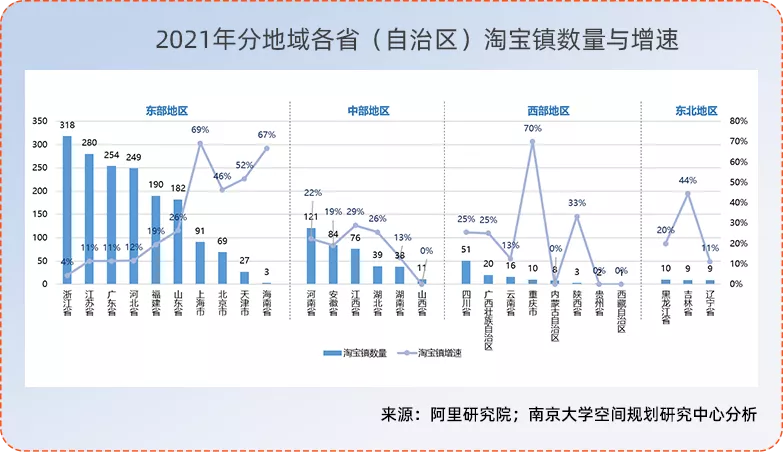 2021年分地域各省（自治区）淘宝镇数量与增速
东部地区
中部地区
西部地区
东北地区
350
300
250
200
150
100
50
0
80%
70%
60%
50%
40%
30%
20%
10%
0%
318
280
254
249
190
182
91
69
27
3
4%
11%
11%
12%
19%
26%
69%
46%
52%
67%
121
84
76
39
38
11
22%
19%
29%
26%
13%
0%
51
20
16
10
8
3
2
25%
25%
13%
70%
0%
33%
0%
10
9
9
20%
44%
11%
浙江省
江苏省
广东省
河北省
福建省
山东省
上海市
北京市
天津市
海南省
河南省
安徽省
江西省
湖北省
湖南省
山西省
四川省
广西壮族自治区
云南省
重庆市
内蒙古自治区
陕西省
贵州省
西藏自治区
黑龙江省
吉林省
辽宁省
淘宝镇数量
淘宝镇增速
来源：阿里研究院；南京大学空间规划研究中心分析